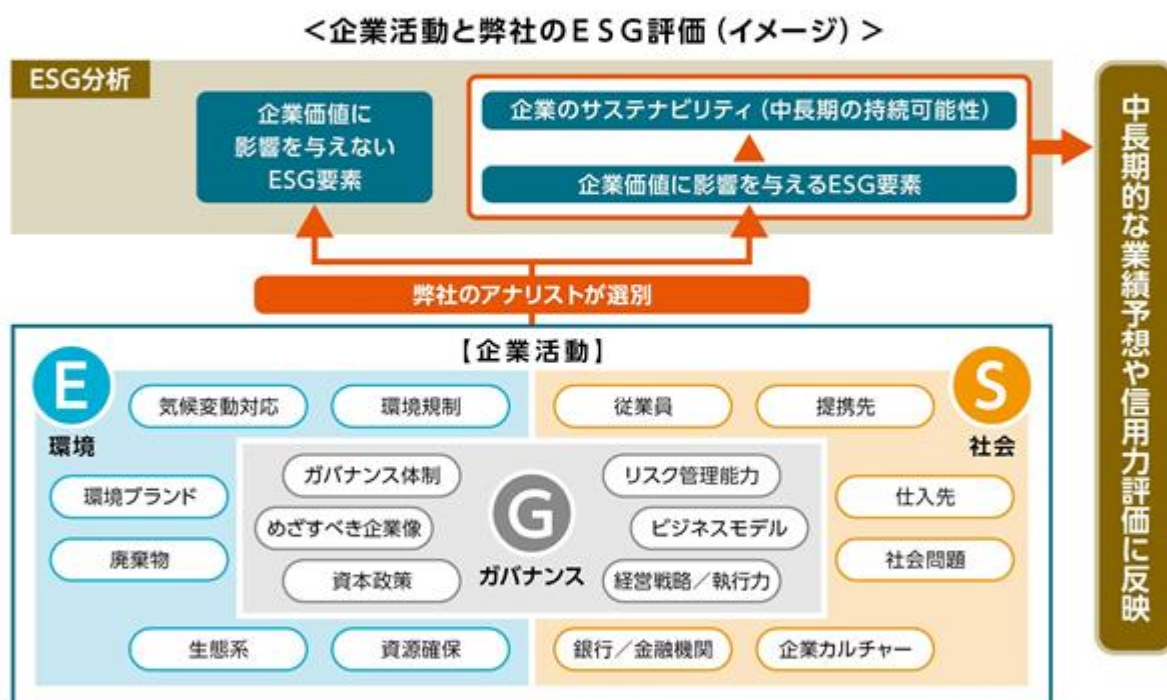 ＜企業活動と弊社のＥＳＧ評価（イメージ）＞
ESG分析
企業価値に
影響を与えない
ESG要素
企業のサステナビリティ（中長期の持続可能性）
企業価値に影響を与えるESG要素
中長期的な業績予想や信用力評価に反映
弊社のアナリストが選別
【企業活動】
E
環境
S
社会
気候変動対応
環境規制
従業員
提携先
環境ブランド
廃棄物
ガバナンス体制
めざすべき企業像
資本政策
G
ガバナンス
リスク管理能力
ビジネスモデル
経営戦略／執行力
仕入先
社会問題
生態系
資源確保
銀行／金融機関
企業カルチャー